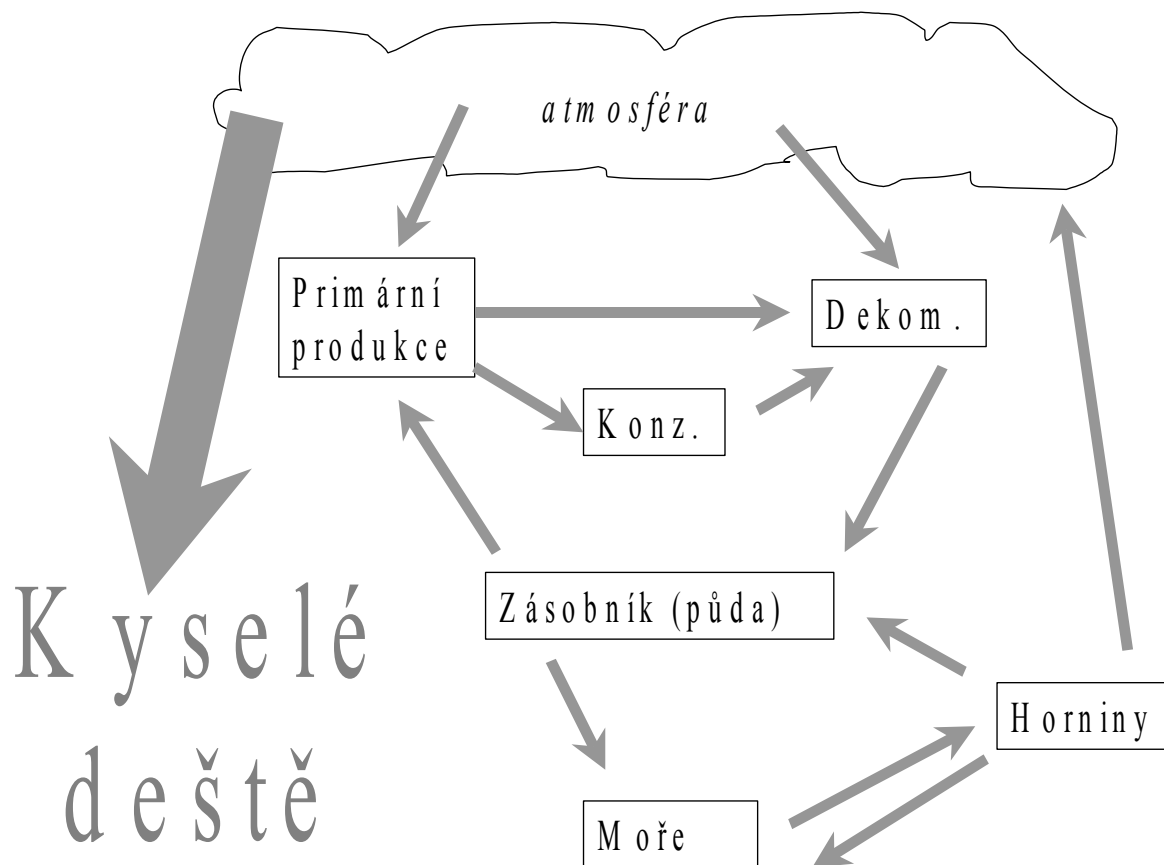 atmosféra
Primární
produkce
Dekom.
Konz.
Zásobník (půda)
Kyselé
deště
Horniny
Moře